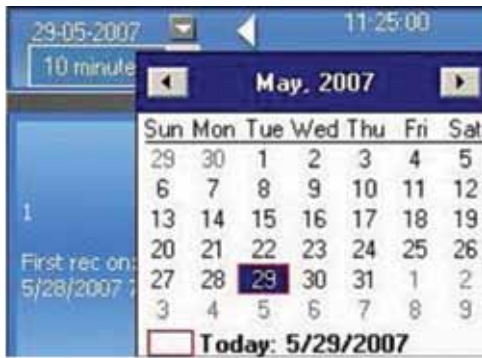 29-05-2007 11:25:00
10 minute
May, 2007
Sun Mon Tue Wed Thu Fri Sat
29 30 1 2 3 4 5
6 7 8 9 10 11 12
13 14 15 16 17 18 19
20 21 22 23 24 25 26
27 28 29 30 31 1 2
3 4 5 6 7 8 9
Today: 5/29/2007
1
First rec on:
5/28/2007